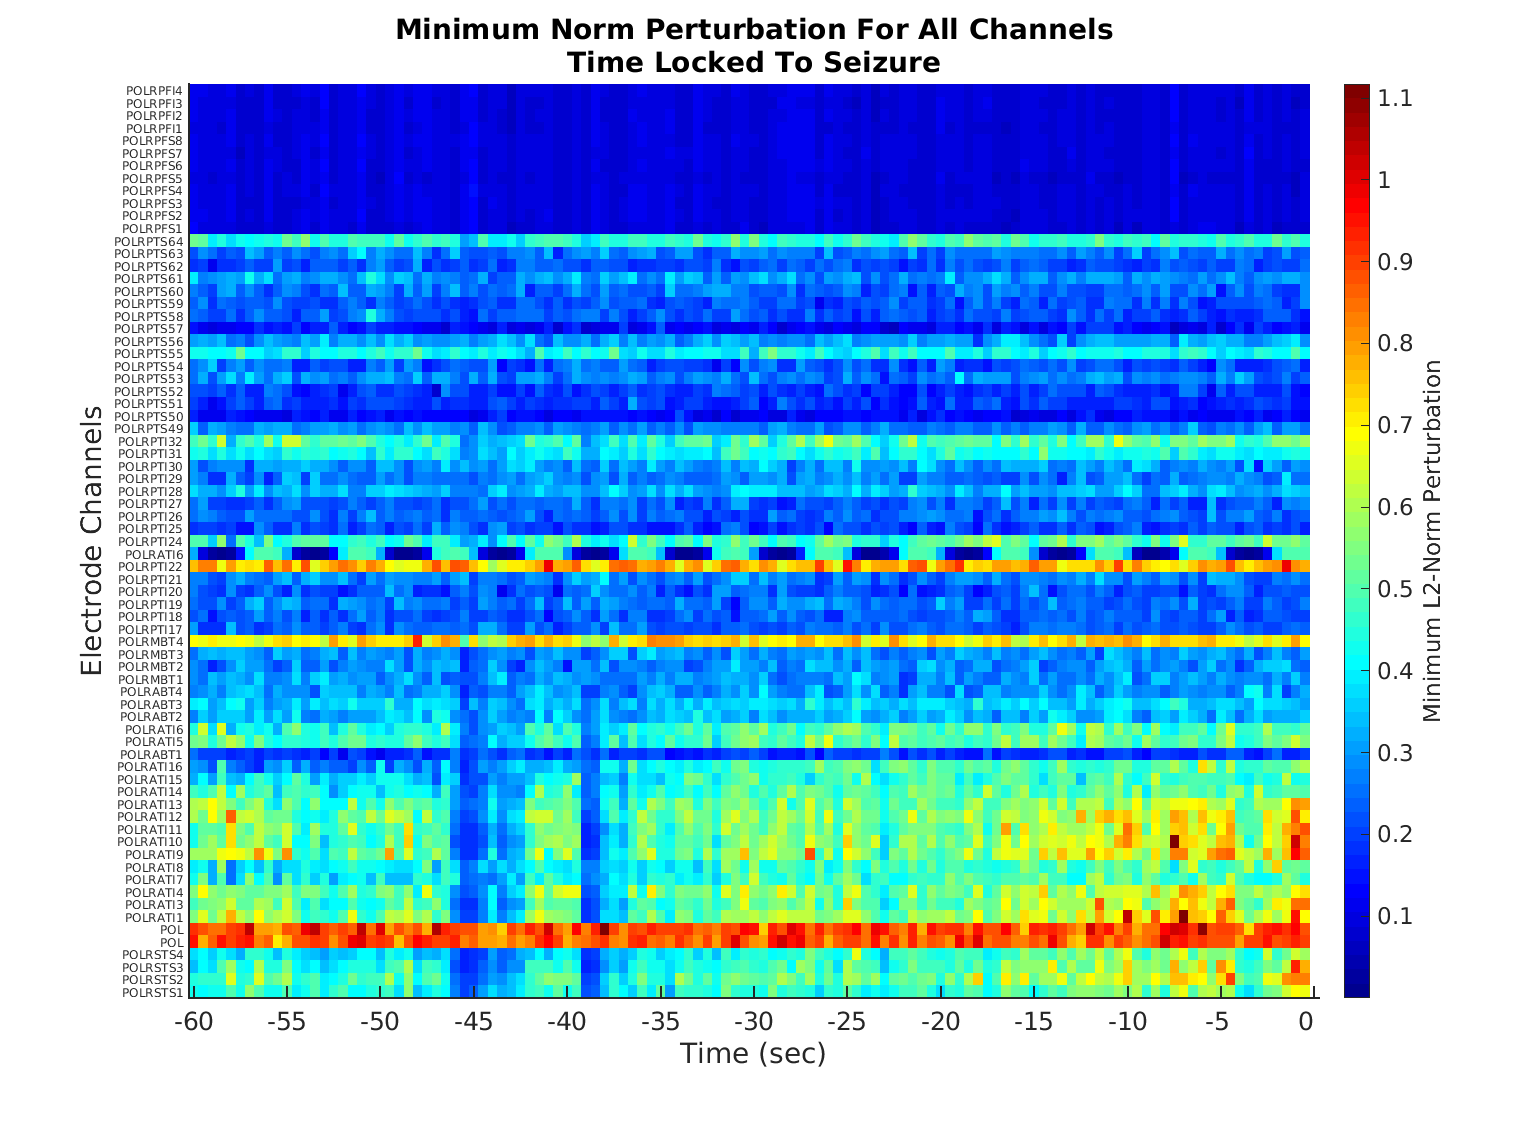 Minimum Norm Perturbation For All Channels
Time Locked To Seizure
POLRPFI4
POLRPFI3
POLRPFI2
POLRPFI1
POLRPFS8
POLRPFS7
POLRPFS6
POLRPFS5
POLRPFS4
POLRPFS3
POLRPFS2
POLRPFS1
POLRPTS64
POLRPTS63
POLRPTS62
POLRPTS61
POLRPTS60
POLRPTS59
POLRPTS58
POLRPTS57
POLRPTS56
POLRPTS55
POLRPTS54
POLRPTS53
POLRPTS52
POLRPTS51
POLRPTS50
POLRPTS49
POLRPTI32
POLRPTI31
POLRPTI30
POLRPTI29
POLRPTI28
POLRPTI27
POLRPTI26
POLRPTI25
POLRPTI24
POLRATI6
POLRPTI22
POLRPTI21
POLRPTI20
POLRPTI19
POLRPTI18
POLRPTI17
POLRMBT4
POLRMBT3
POLRMBT2
POLRMBT1
POLRABT4
POLRABT3
POLRABT2
POLRATI6
POLRATI5
POLRABT1
POLRATI16
POLRATI15
POLRATI14
POLRATI13
POLRATI12
POLRATI11
POLRATI10
POLRATI9
POLRATI8
POLRATI7
POLRATI4
POLRATI3
POLRATI1
POL
POL
POLRSTS4
POLRSTS3
POLRSTS2
POLRSTS1
Electrode Channels
-60 -55 -50 -45 -40 -35 -30 -25 -20 -15 -10 -5 0
Time (sec)
1.1
1
0.9
0.8
0.7
0.6
0.5
0.4
0.3
0.2
0.1
Minimum L2-Norm Perturbation